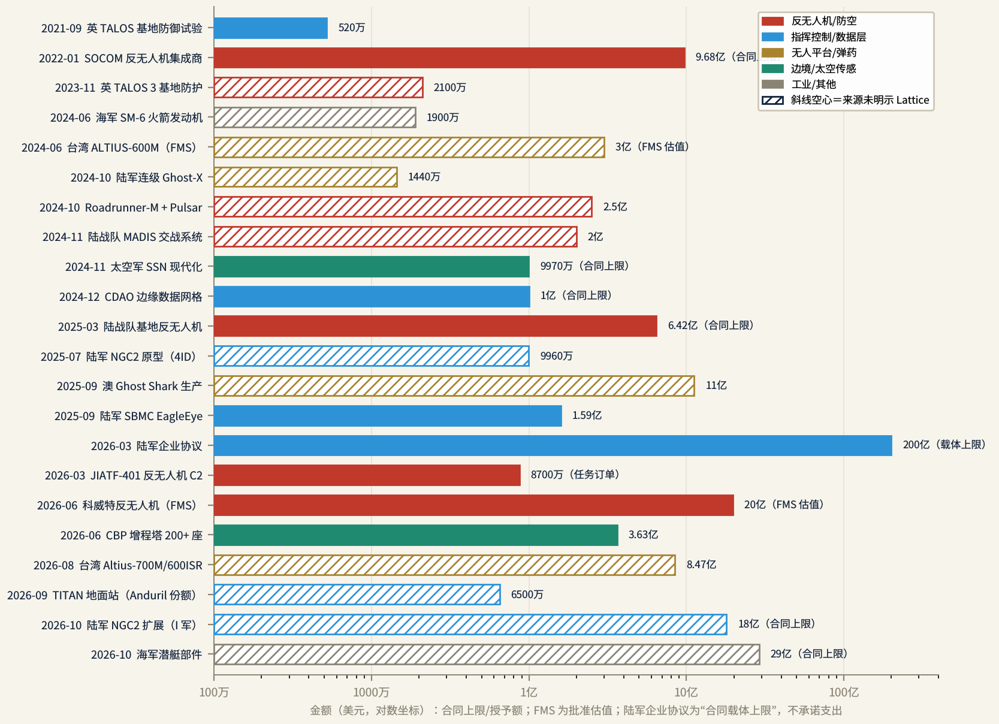 2021-09 英 TALOS 基地防御试验
520万
2022-01 SOCOM 反无人机集成商
9.68亿（合同上限）
2023-11 英 TALOS 3 基地防护
2100万
2024-06 海军 SM-6 火箭发动机
1900万
2024-06 台湾 ALTIUS-600M（FMS）
3亿（FMS 估值）
2024-10 陆军连级 Ghost-X
1440万
2024-10 Roadrunner-M + Pulsar
2.5亿
2024-11 陆战队 MADIS 交战系统
2亿
2024-11 太空军 SSN 现代化
9970万（合同上限）
2024-12 CDAO 边缘数据网格
1亿（合同上限）
2025-03 陆战队基地反无人机
6.42亿（合同上限）
2025-07 陆军 NGC2 原型（4ID）
9960万
2025-09 澳 Ghost Shark 生产
11亿
2025-09 陆军 SBMC EagleEye
1.59亿
2026-03 陆军企业协议
200亿（载体上限）
2026-03 JIATF-401 反无人机 C2
8700万（任务订单）
2026-06 科威特反无人机（FMS）
20亿（FMS 估值）
2026-06 CBP 增程塔 200+ 座
3.63亿
2026-08 台湾 Altius-700M/600ISR
8.47亿
2026-09 TITAN 地面站（Anduril 份额）
6500万
2026-10 陆军 NGC2 扩展（I 军）
18亿（合同上限）
2026-10 海军潜艇部件
29亿（合同上限）
反无人机/防空
指挥控制/数据层
无人平台/弹药
边境/太空传感
工业/其他
斜线空心＝来源未明示 Lattice
100万
1000万
1亿
10亿
100亿
金额（美元，对数坐标）：合同上限/授予额；FMS 为批准估值；陆军企业协议为“合同载体上限”，不承诺支出